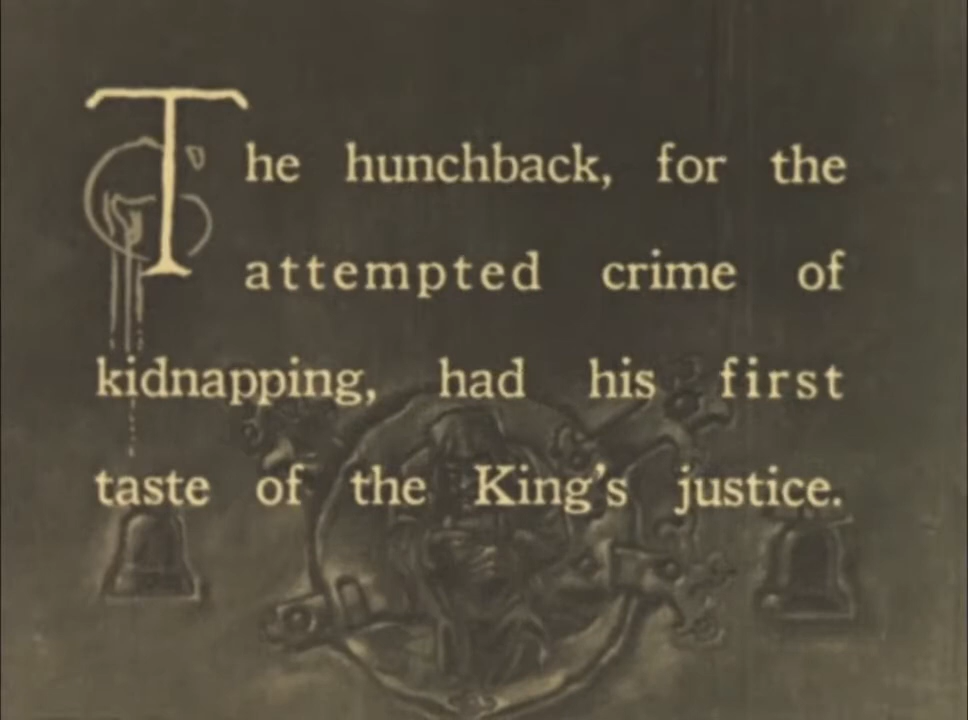 The hunchback, for the
attempted crime of
kidnapping, had his first
taste of the King's justice.